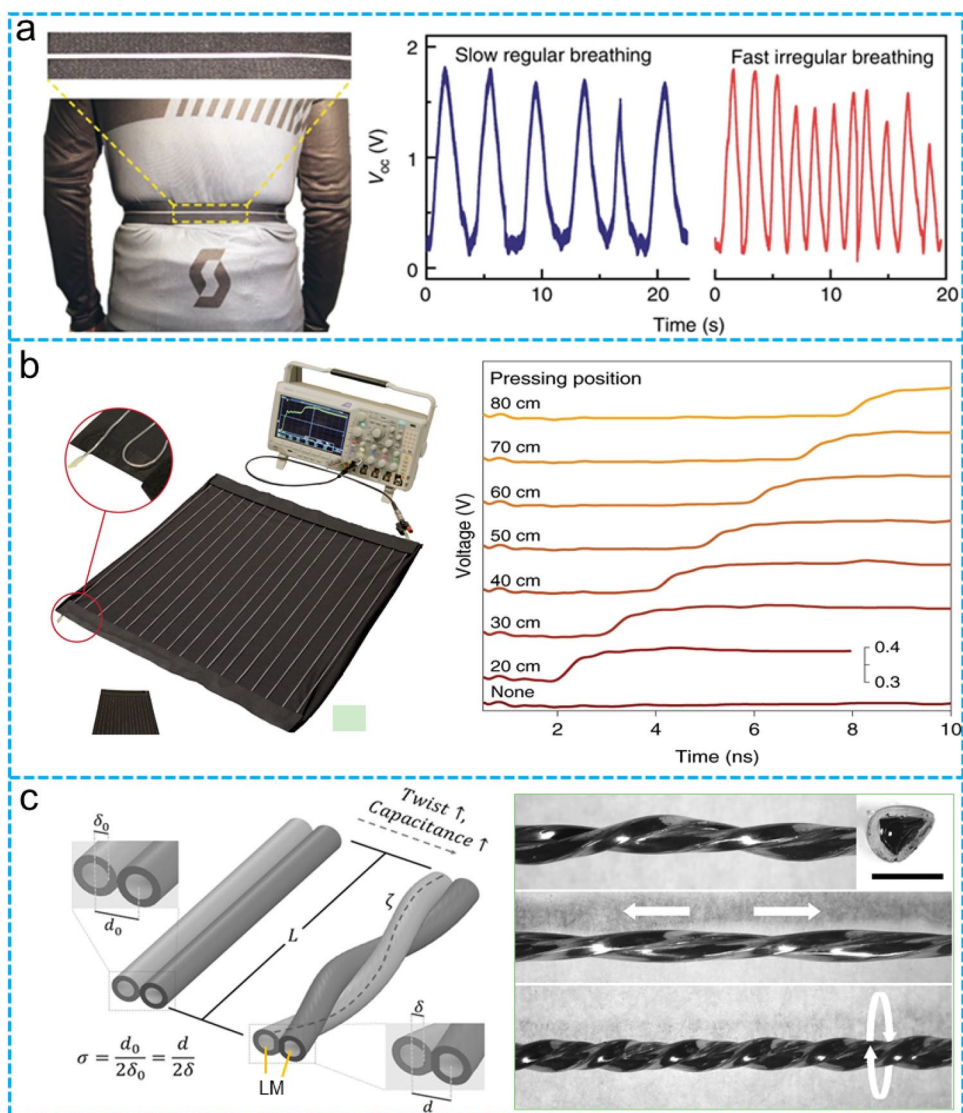 a
Slow regular breathing
Fast irregular breathing
V_oc (V)
2
1
0
0 10 20
0 10 20
Time (s)
b
Pressing position
80 cm
70 cm
60 cm
50 cm
40 cm
30 cm
20 cm
None
0.4
0.3
Voltage (V)
2 4 6 8 10
Time (ns)
c
Twist ↑,
Capacitance ↑
δ₀
d₀
L
ζ
σ = d₀/2δ₀ = d/2δ
LM
δ
d